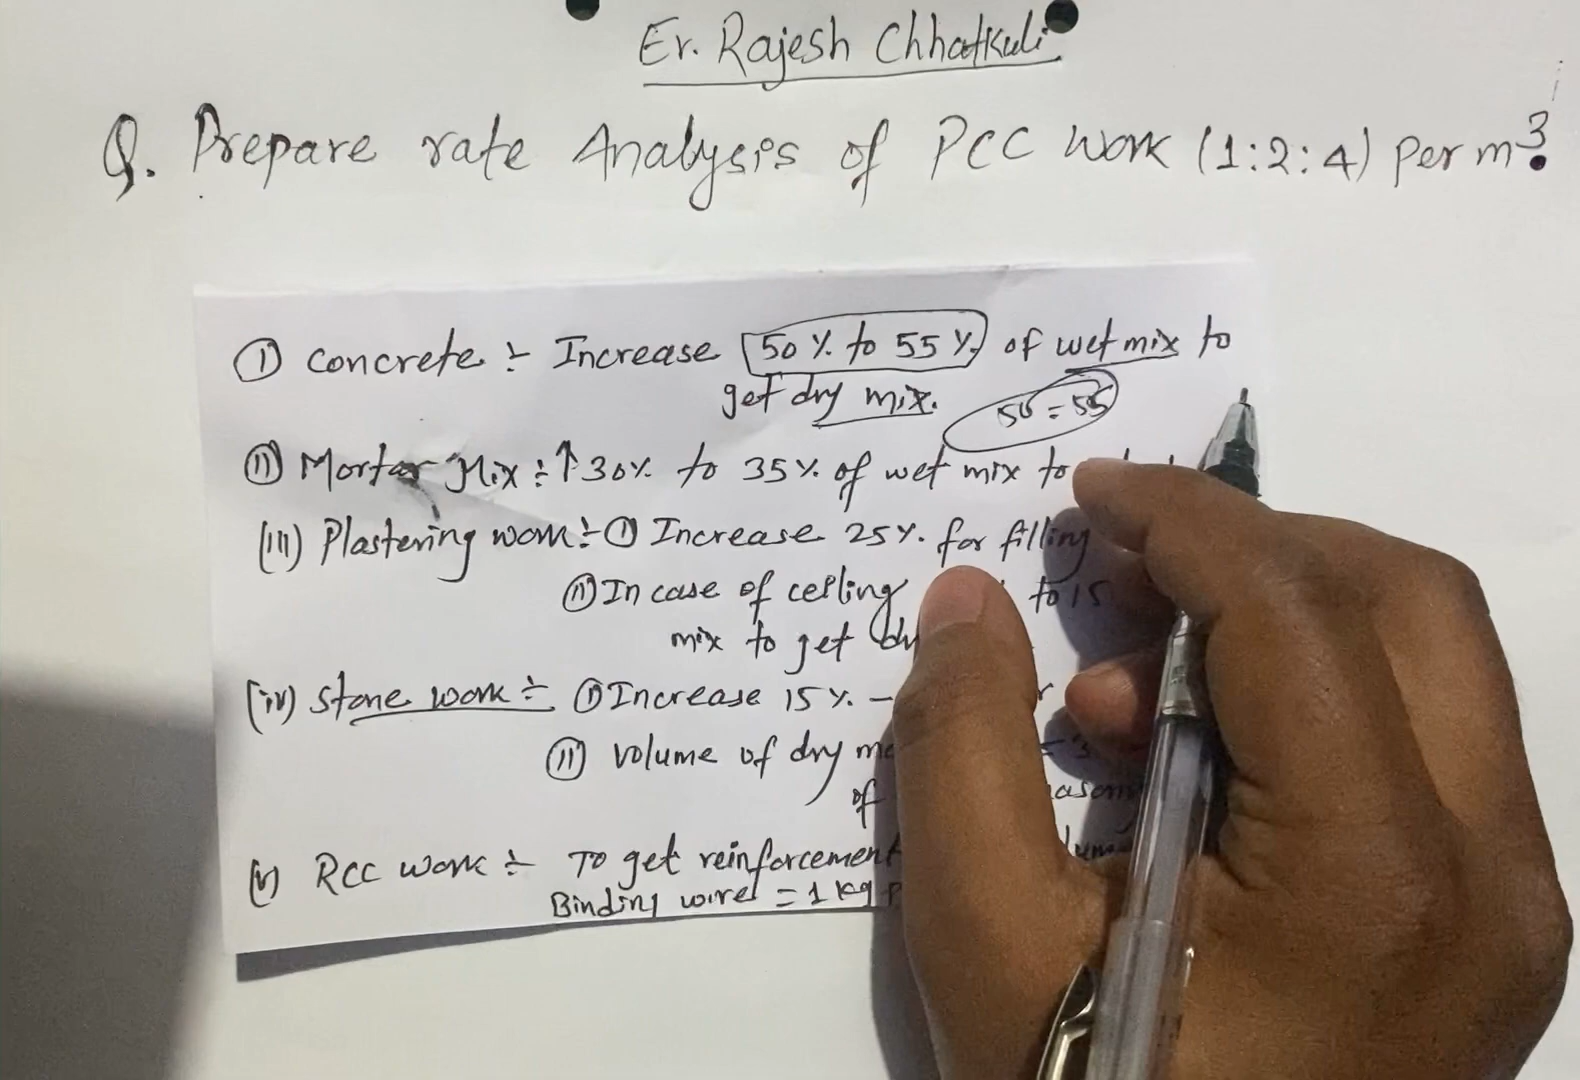 Er. Rajesh Chhatkuli
Q. Prepare rate Analysis of PCC work (1:2:4) per m³?
(i) Concrete :- Increase 50% to 55% of wet mix to
get dry mix.
(ii) Mortar Mix :- ↑ 30% to 35% of wet mix to
(iii) Plastering work :- (i) Increase 25% for filling
(ii) In case of ceiling to 15
mix to get
(iv) Stone work :- (i) Increase 15% -
(ii) volume of dry
of
(v) RCC work :- To get reinforcement
Binding wire = 1 kg